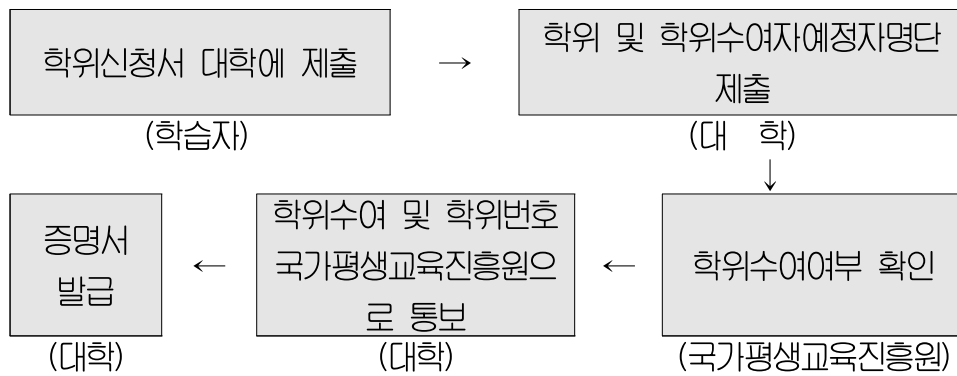 학위신청서 대학에 제출
→
학위 및 학위수여자예정자명단
제출
(학습자)
(대 학)
↓
학위수여여부 확인
(국가평생교육진흥원)
←
학위수여 및 학위번호
국가평생교육진흥원으
로 통보
(대학)
←
증명서
발급
(대학)